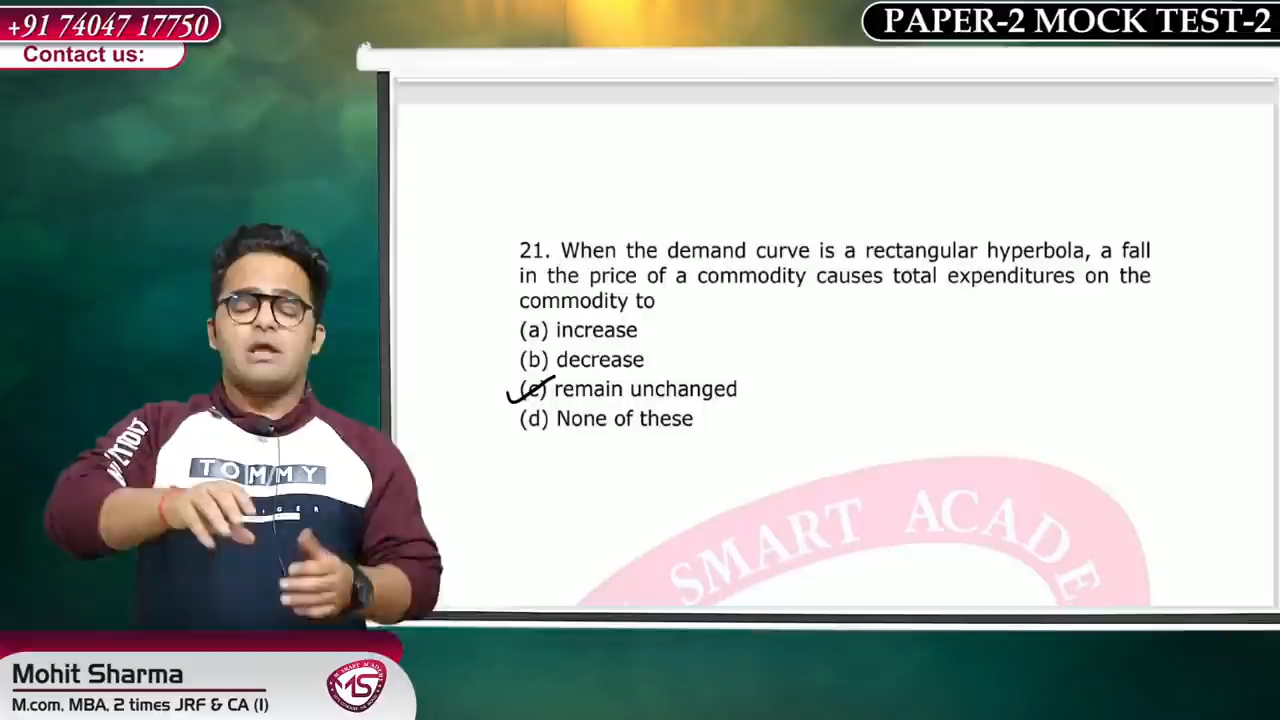 +91 74047 17750
Contact us:
PAPER-2 MOCK TEST-2
21. When the demand curve is a rectangular hyperbola, a fall
in the price of a commodity causes total expenditures on the
commodity to
(a) increase
(b) decrease
(c) remain unchanged
(d) None of these
SMART ACADE
TOMMY
Mohit Sharma
M.com, MBA, 2 times JRF & CA (I)
MS